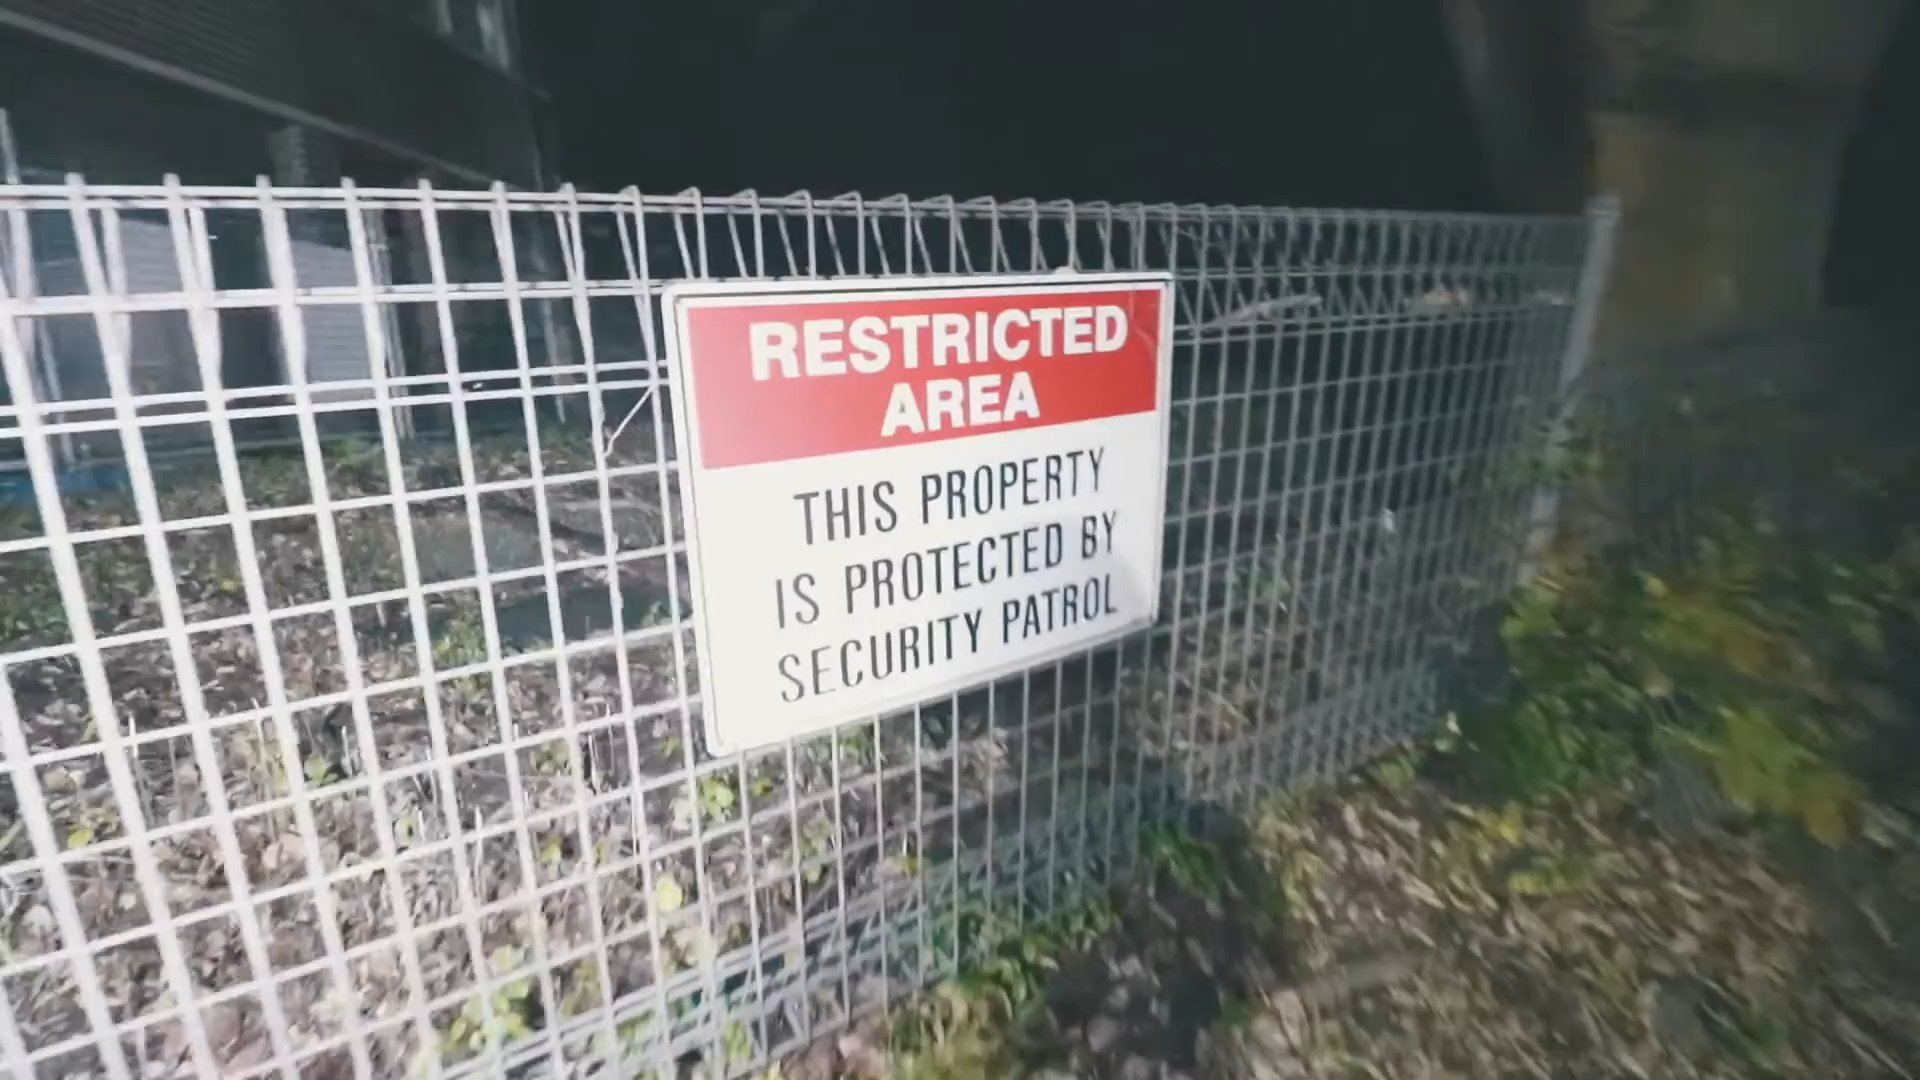 RESTRICTED
AREA
THIS PROPERTY
IS PROTECTED BY
SECURITY PATROL